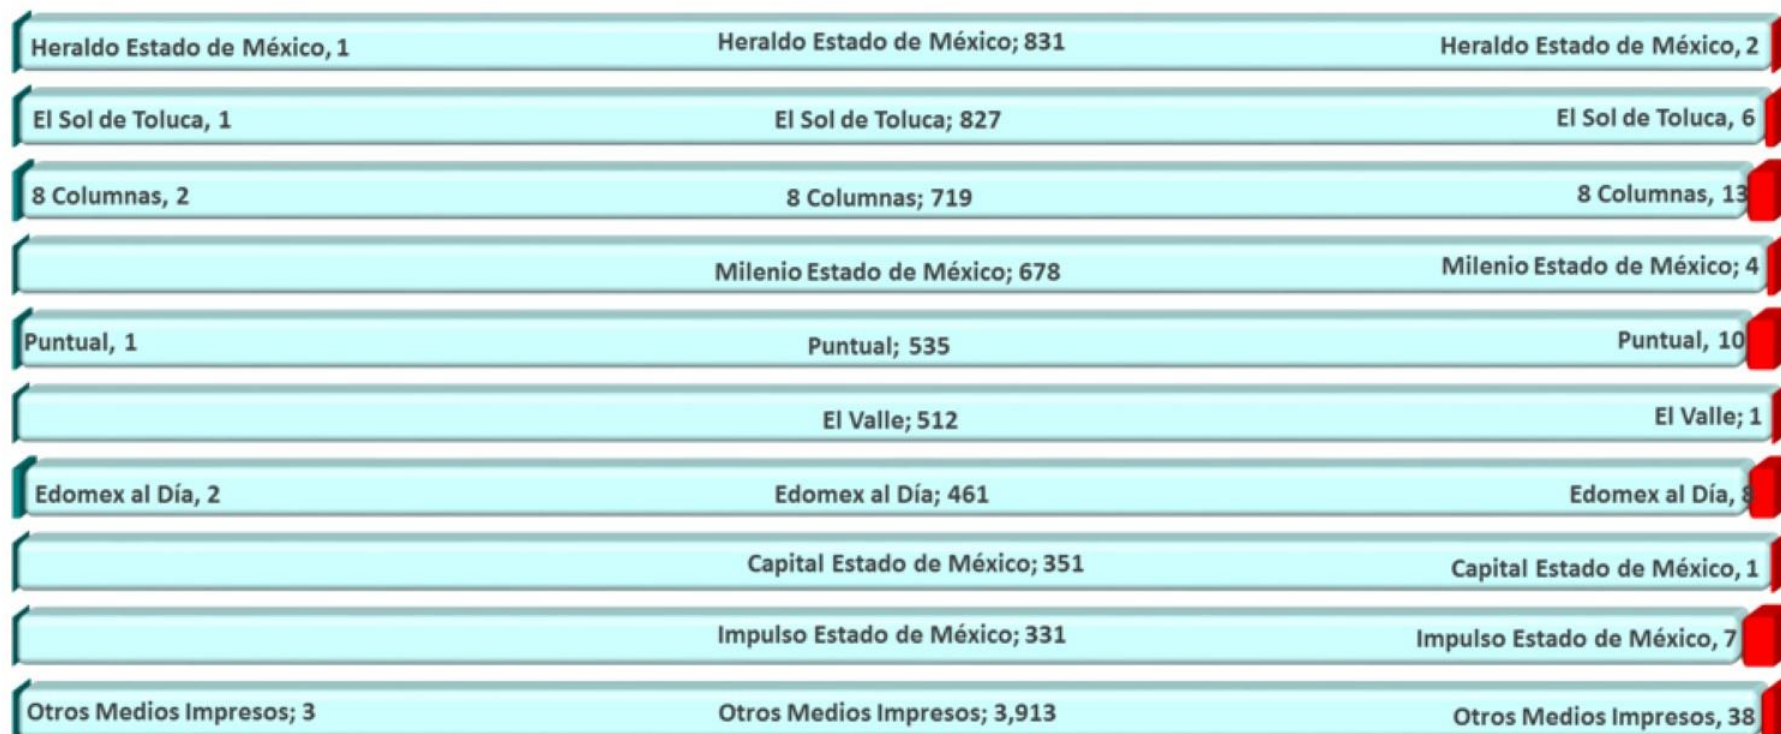 Heraldo Estado de México, 1 Heraldo Estado de México; 831 Heraldo Estado de México, 2
El Sol de Toluca, 1 El Sol de Toluca; 827 El Sol de Toluca, 6
8 Columnas, 2 8 Columnas; 719 8 Columnas, 13
Milenio Estado de México; 678 Milenio Estado de México; 4
Puntual, 1 Puntual; 535 Puntual, 10
El Valle; 512 El Valle; 1
Edomex al Día, 2 Edomex al Día; 461 Edomex al Día, 8
Capital Estado de México; 351 Capital Estado de México, 1
Impulso Estado de México; 331 Impulso Estado de México, 7
Otros Medios Impresos; 3 Otros Medios Impresos; 3,913 Otros Medios Impresos, 38